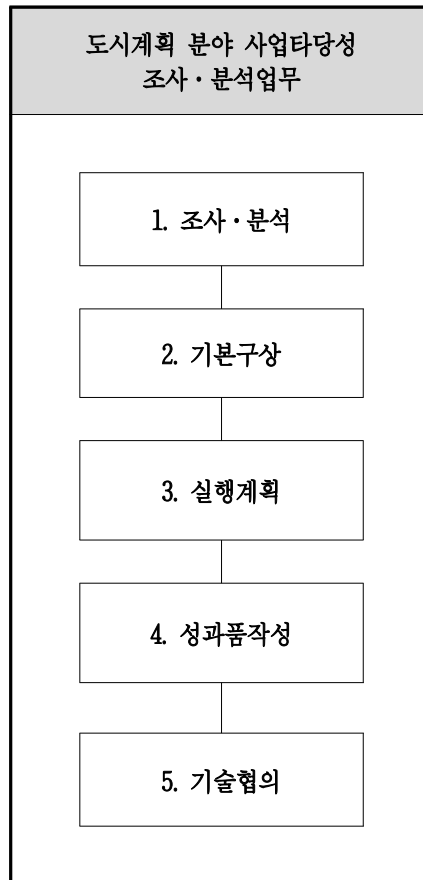 도시계획 분야 사업타당성
조사·분석업무
1. 조사·분석
2. 기본구상
3. 실행계획
4. 성과품작성
5. 기술협의